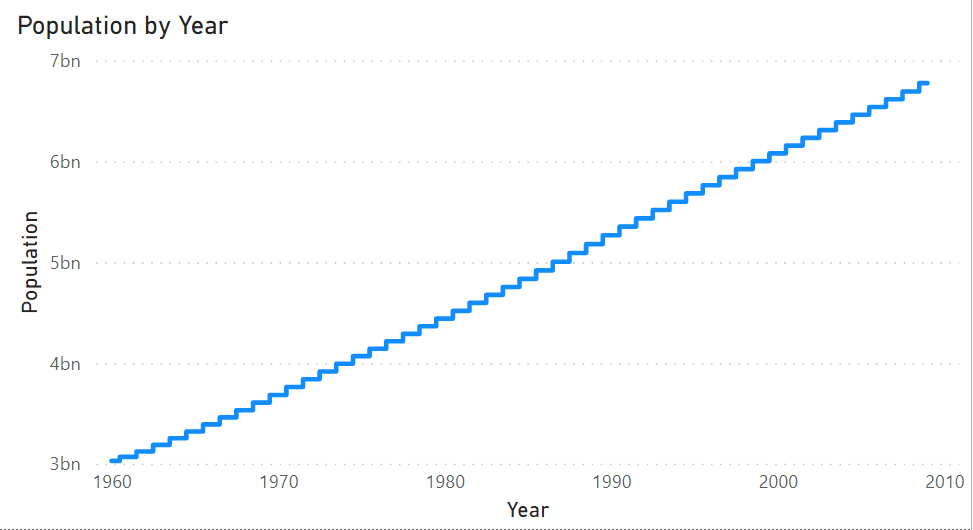 Population by Year
7bn
6bn
5bn
4bn
3bn
Population
1960 1970 1980 1990 2000 2010
Year